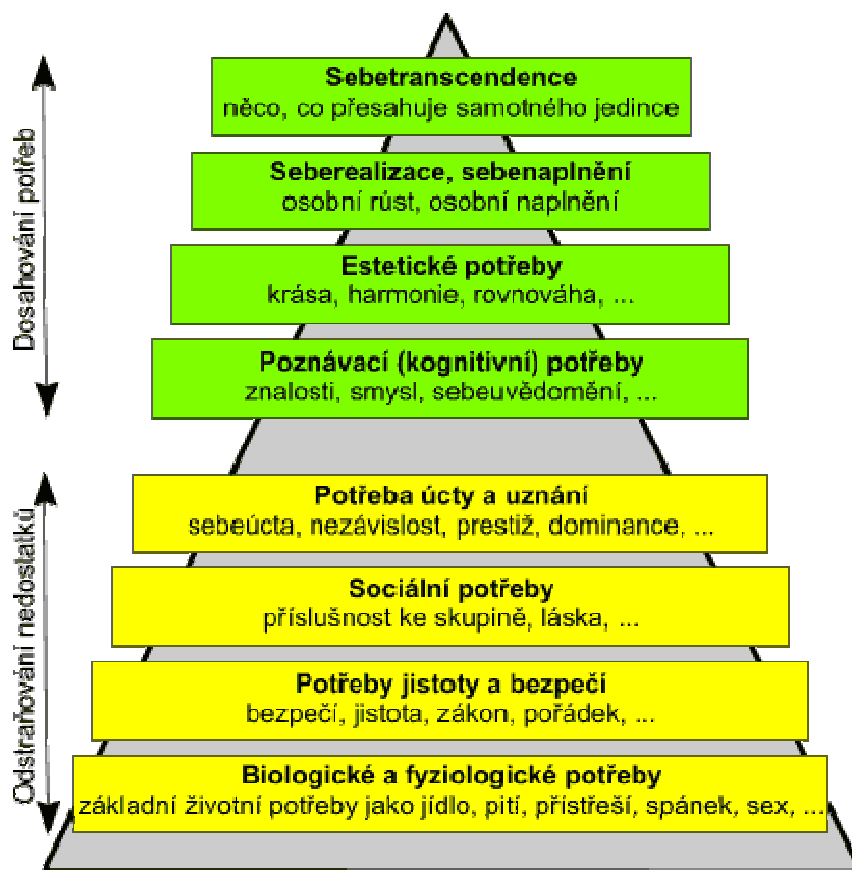 Sebetranscendence
něco, co přesahuje samotného jedince
Seberealizace, sebenaplnění
osobní růst, osobní naplnění
Estetické potřeby
krása, harmonie, rovnováha, ...
Poznávací (kognitivní) potřeby
znalosti, smysl, sebeuvědomění, ...
Dosahování potřeb
Potřeba úcty a uznání
sebeúcta, nezávislost, prestiž, dominance, ...
Sociální potřeby
příslušnost ke skupině, láska, ...
Potřeby jistoty a bezpečí
bezpečí, jistota, zákon, pořádek, ...
Biologické a fyziologické potřeby
základní životní potřeby jako jídlo, pití, přístřeší, spánek, sex, ...
Odstraňování nedostatků